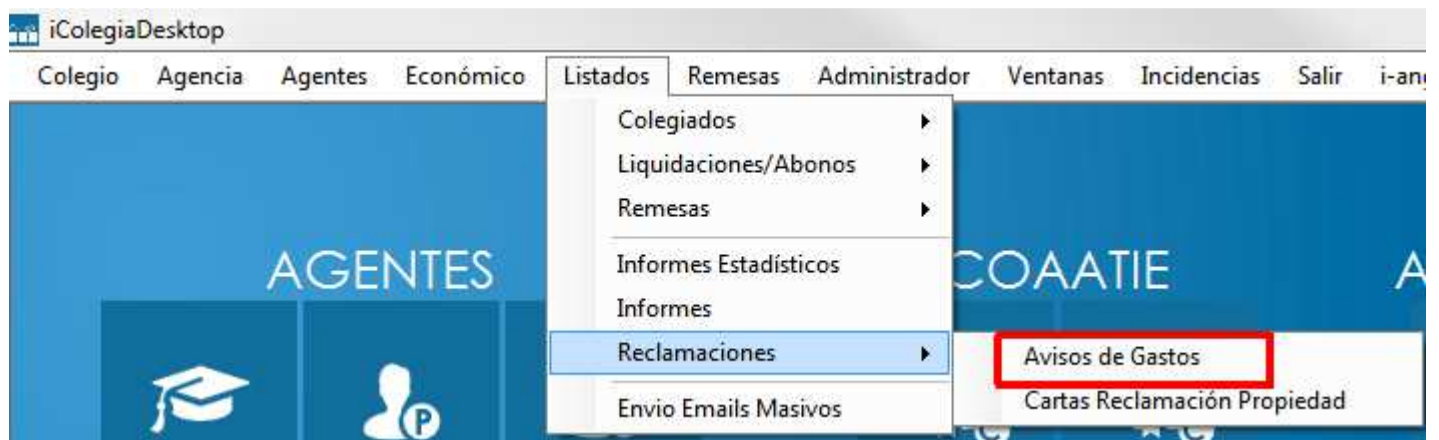 iColegiaDesktop
Colegio Agencia Agentes Económico Listados Remesas Administrador Ventanas Incidencias Salir
Colegiados
Liquidaciones/Abonos
Remesas
AGENTES
Informes Estadísticos
COAATIE
A
Informes
Reclamaciones
Avisos de Gastos
Envio Emails Masivos
Cartas Reclamación Propiedad
P